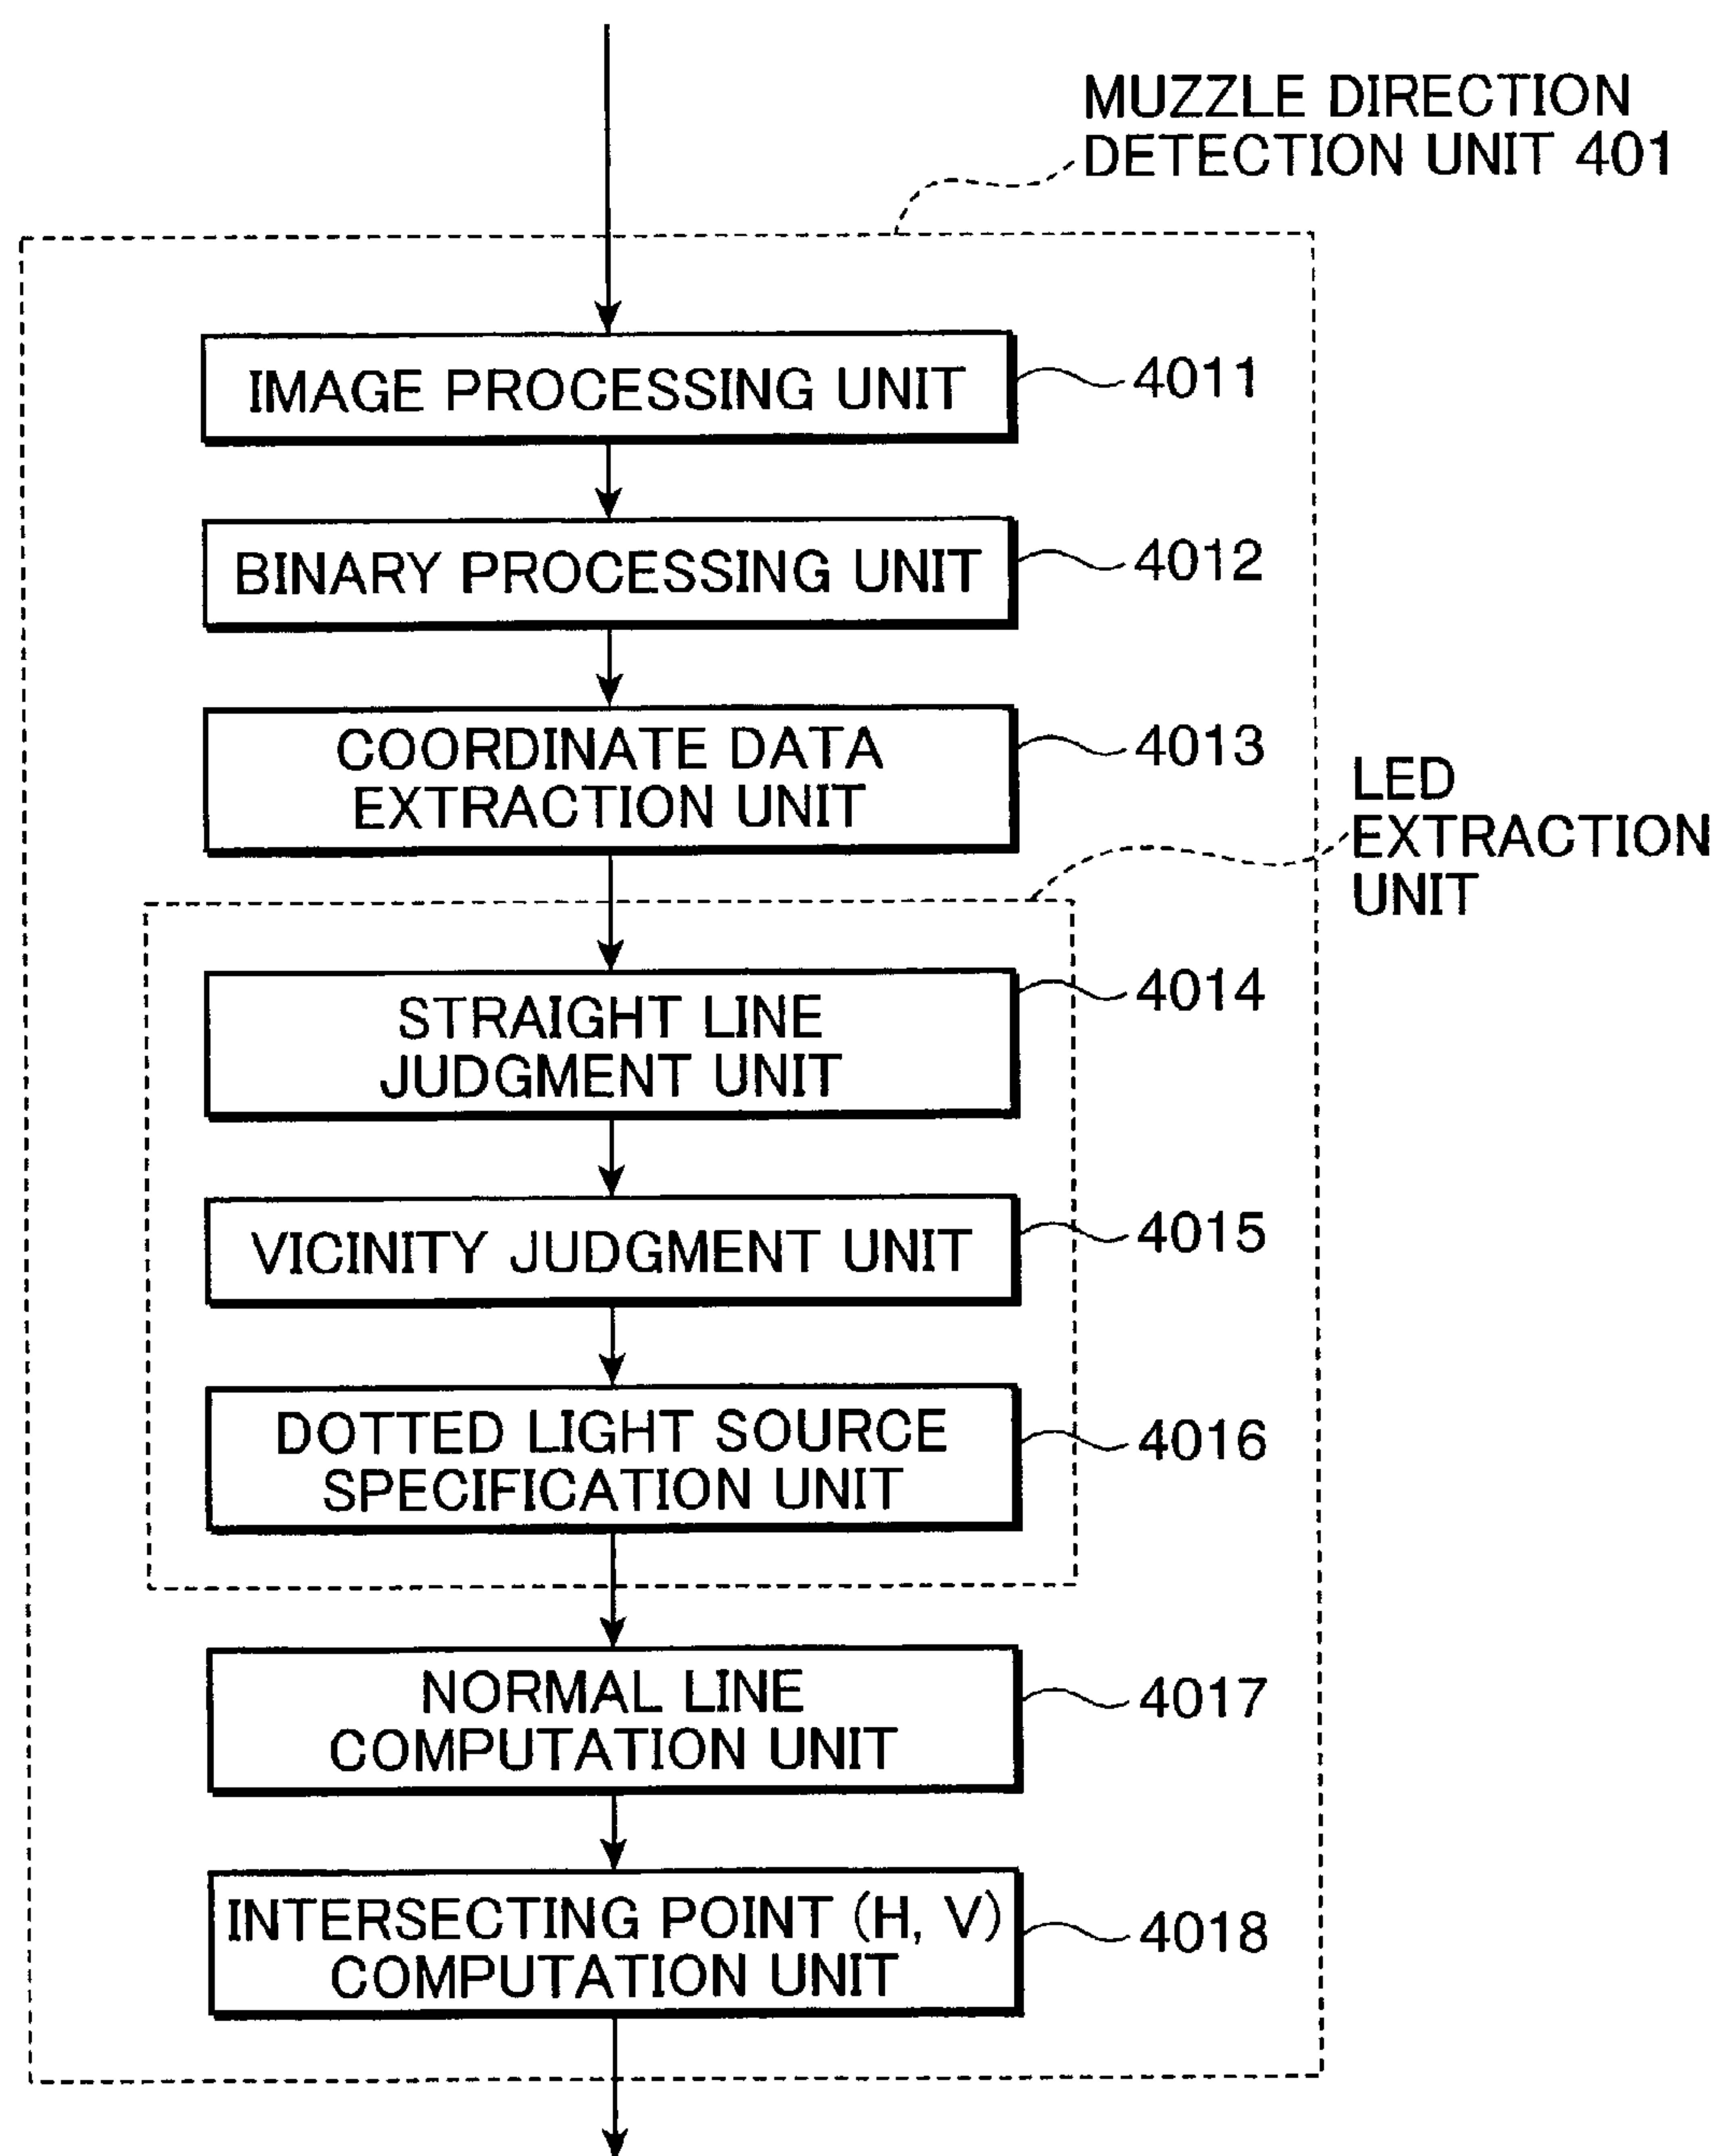 MUZZLE DIRECTION
DETECTION UNIT 401
IMAGE PROCESSING UNIT
4011
BINARY PROCESSING UNIT
4012
COORDINATE DATA
EXTRACTION UNIT
4013
LED
EXTRACTION
UNIT
STRAIGHT LINE
JUDGMENT UNIT
4014
VICINITY JUDGMENT UNIT
4015
DOTTED LIGHT SOURCE
SPECIFICATION UNIT
4016
NORMAL LINE
COMPUTATION UNIT
4017
INTERSECTING POINT (H, V)
COMPUTATION UNIT
4018